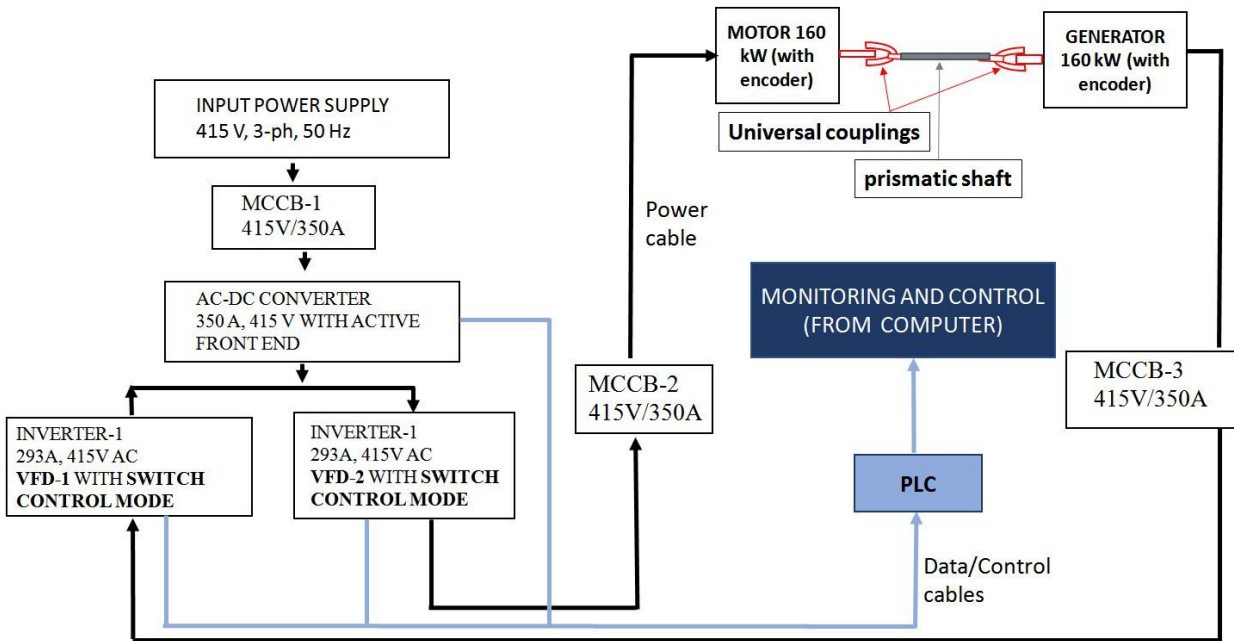 INPUT POWER SUPPLY
415 V, 3-ph, 50 Hz
MCCB-1
415V/350A
AC-DC CONVERTER
350 A, 415 V WITH ACTIVE
FRONT END
INVERTER-1
293A, 415V AC
VFD-1 WITH SWITCH
CONTROL MODE
INVERTER-1
293A, 415V AC
VFD-2 WITH SWITCH
CONTROL MODE
MCCB-2
415V/350A
Power
cable
MOTOR 160
kW (with
encoder)
GENERATOR
160 kW (with
encoder)
Universal couplings
prismatic shaft
MONITORING AND CONTROL
(FROM COMPUTER)
MCCB-3
415V/350A
PLC
Data/Control
cables